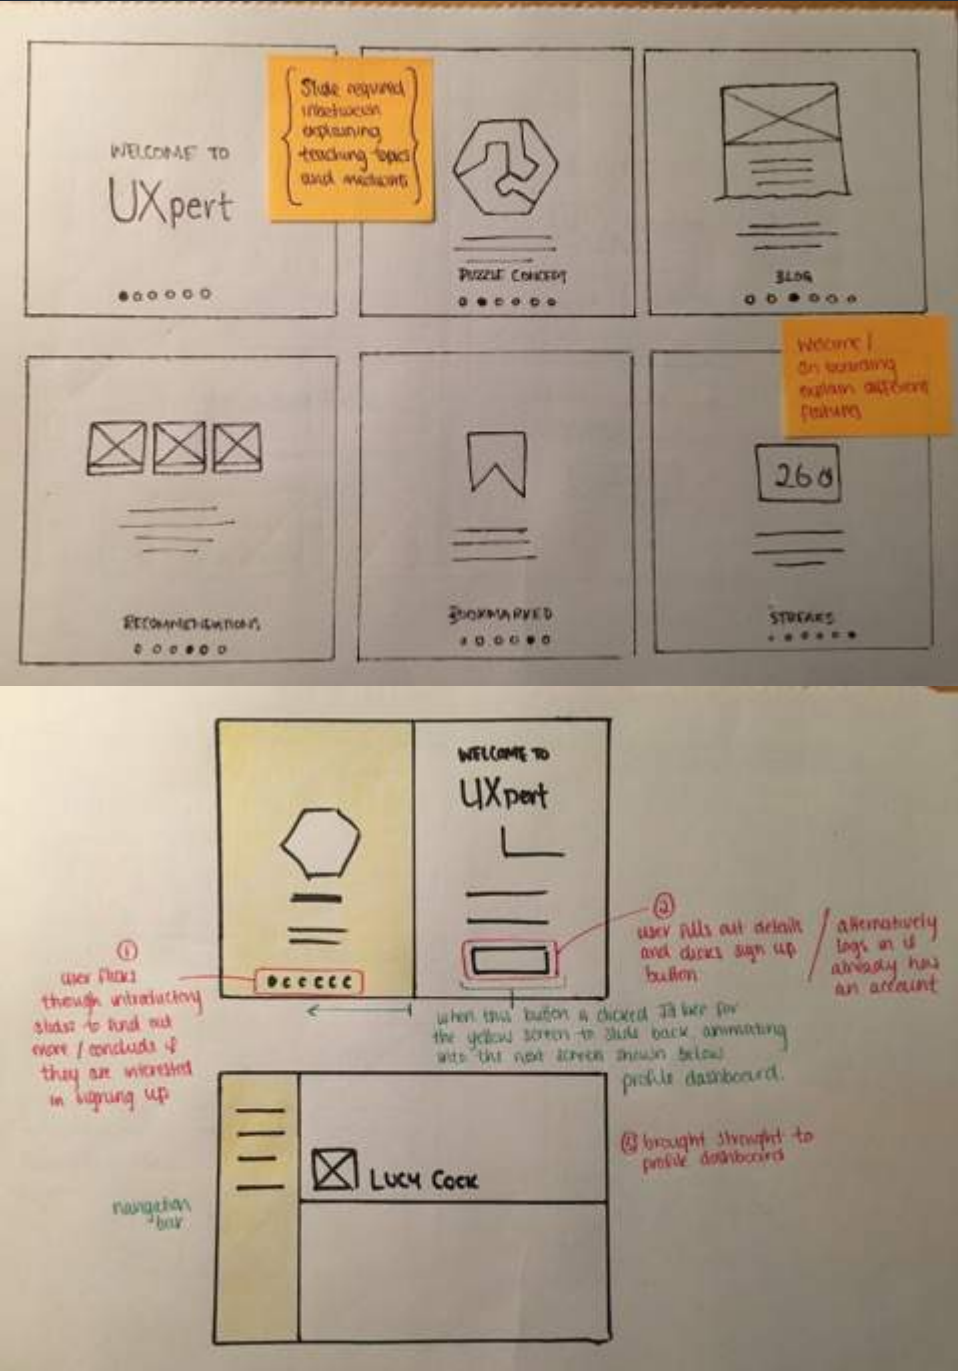 WELCOME TO
UXpert
Slide required
inbetween
explaining
teaching topics
and
PUZZLE CONCEPT
BLOG
Welcome /
On boarding
explain different
features
RECOMMENDATIONS
BOOKMARKED
260
STREAKS
WELCOME TO
UXpert
①
user flicks
though introductory
slides to find out
more / conclude if
they are interested
in signing up
②
user fills out details
and clicks sign up
button
/ alternatively
logs in if
already has
an account
when this button is clicked I'd like for
the yellow screen to slide back, animating
into the next screen shown below
profile dashboard.
LUCY COCK
navigation
bar
③ brought straight to
profile dashboard